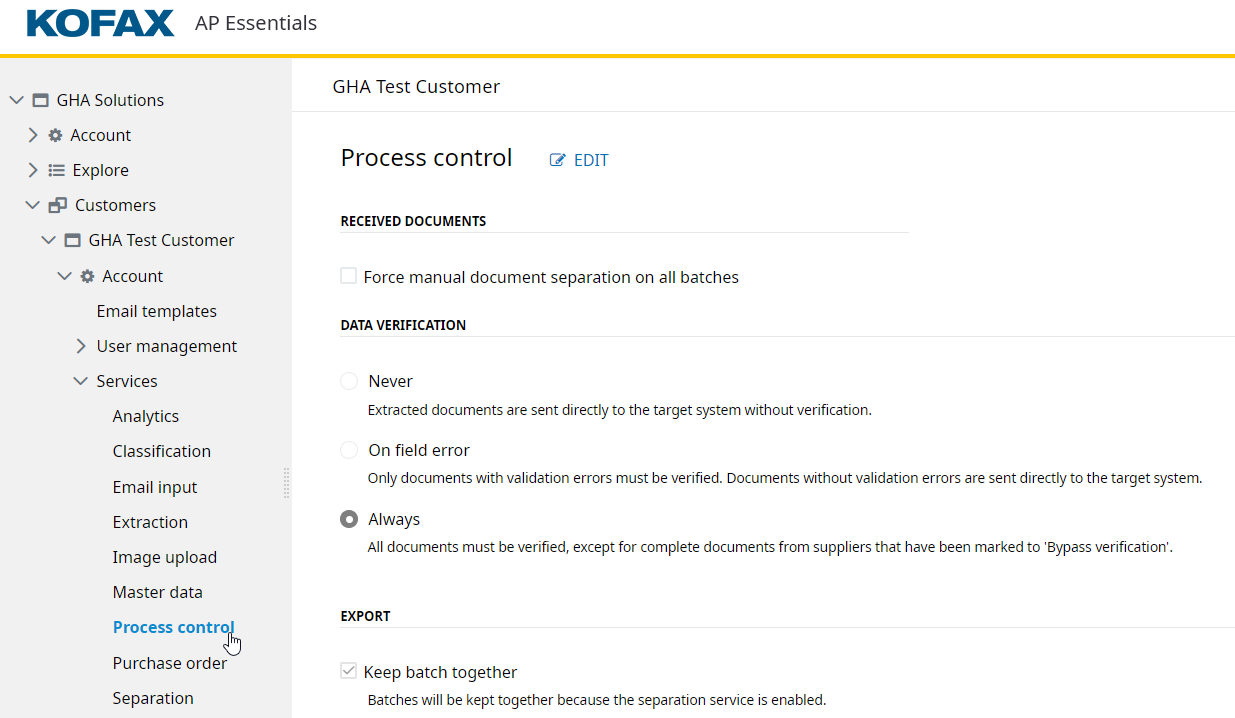 KOFAX AP Essentials
GHA Solutions
Account
Explore
Customers
GHA Test Customer
Account
Email templates
User management
Services
Analytics
Classification
Email input
Extraction
Image upload
Master data
Process control
Purchase order
Separation
GHA Test Customer
Process control EDIT
RECEIVED DOCUMENTS
Force manual document separation on all batches
DATA VERIFICATION
Never
Extracted documents are sent directly to the target system without verification.
On field error
Only documents with validation errors must be verified. Documents without validation errors are sent directly to the target system.
Always
All documents must be verified, except for complete documents from suppliers that have been marked to 'Bypass verification'.
EXPORT
Keep batch together
Batches will be kept together because the separation service is enabled.